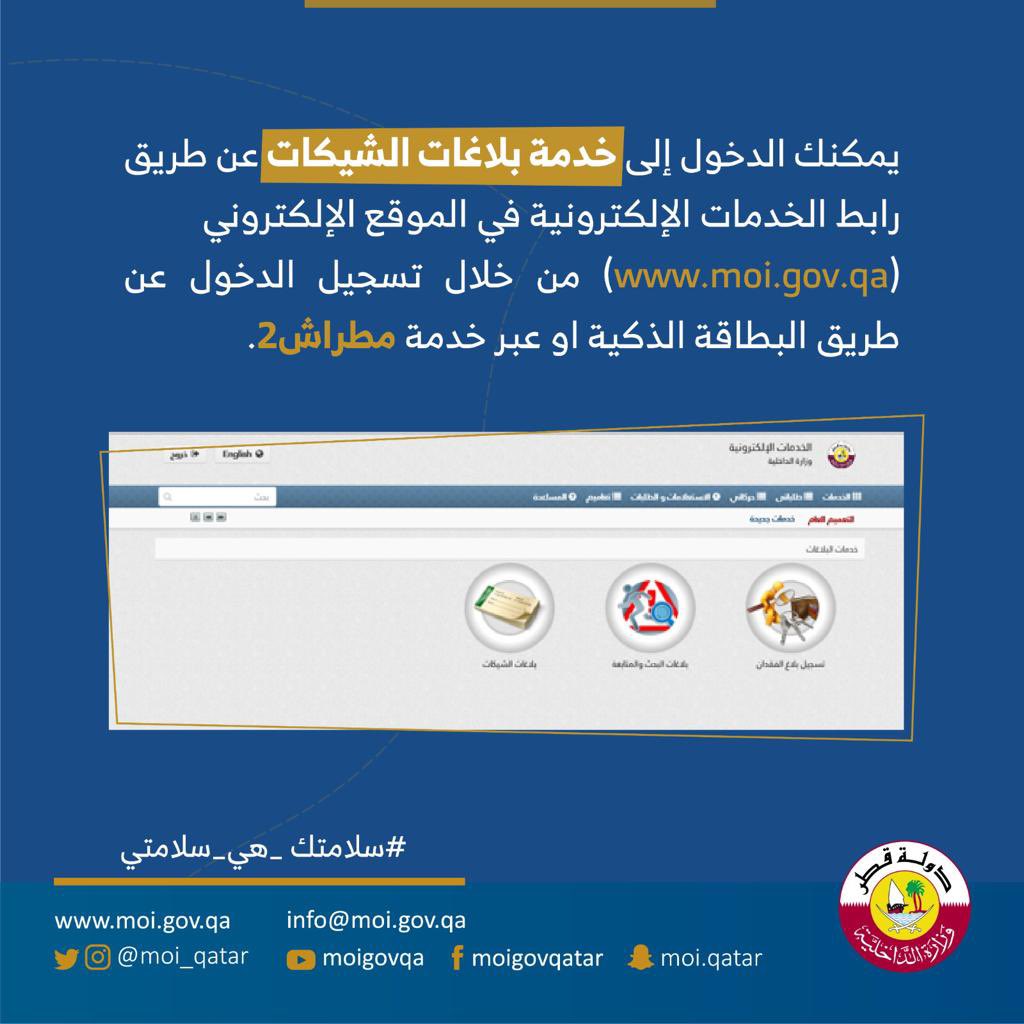 يمكنك الدخول إلى خدمة بلاغات الشيكات عن طريق
رابط الخدمات الإلكترونية في الموقع الإلكتروني
(www.moi.gov.qa) من خلال تسجيل الدخول عن
طريق البطاقة الذكية او عبر خدمة مطراش2.
الخدمات الإلكترونية
وزارة الداخلية
English
خروج
الخدمات طلباتي حركاتي الاستعلامات و الطلبات تعاميم المساعدة
بحث
التعميم العام خدمات جديدة
خدمات البلاغات
تسجيل بلاغ الفقدان
بلاغات البحث والمتابعة
بلاغات الشيكات
#سلامتك _هي_سلامتي
www.moi.gov.qa info@moi.gov.qa
@moi_qatar moigovqa moigovqatar moi.qatar
دولة قطر
وزارة الداخلية